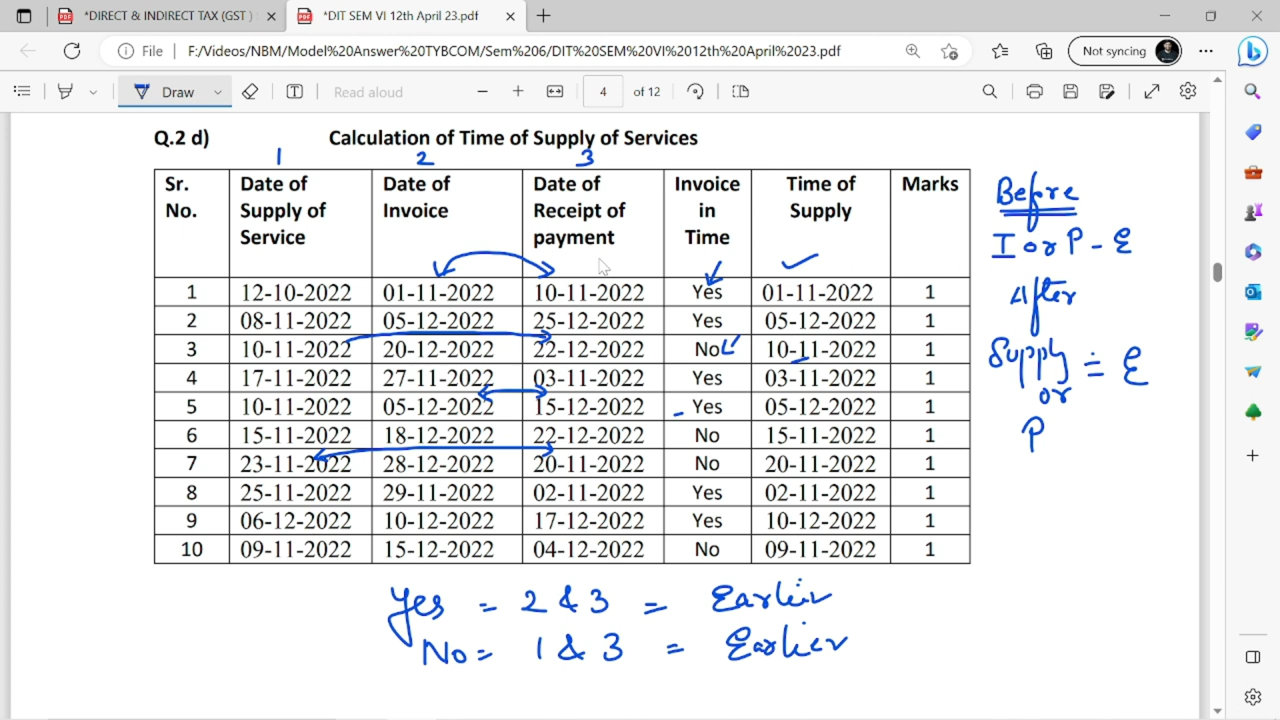 *DIRECT & INDIRECT TAX (GST ) !
*DIT SEM VI 12th April 23.pdf
File F:/Videos/NBM/Model%20Answer%20TYBCOM/Sem%206/DIT%20SEM%20VI%2012th%20April%2023.pdf Not syncing
Draw Read aloud 4 of 12
Q.2 d) Calculation of Time of Supply of Services
1 2 3
Sr. No. Date of Supply of Service Date of Invoice Date of Receipt of payment Invoice in Time Time of Supply Marks
1 12-10-2022 01-11-2022 10-11-2022 Yes 01-11-2022 1
2 08-11-2022 05-12-2022 25-12-2022 Yes 05-12-2022 1
3 10-11-2022 20-12-2022 22-12-2022 No 10-11-2022 1
4 17-11-2022 27-11-2022 03-11-2022 Yes 03-11-2022 1
5 10-11-2022 05-12-2022 15-12-2022 Yes 05-12-2022 1
6 15-11-2022 18-12-2022 22-12-2022 No 15-11-2022 1
7 23-11-2022 28-12-2022 20-11-2022 No 20-11-2022 1
8 25-11-2022 29-11-2022 02-11-2022 Yes 02-11-2022 1
9 06-12-2022 10-12-2022 17-12-2022 Yes 10-12-2022 1
10 09-11-2022 15-12-2022 04-12-2022 No 09-11-2022 1
Before
I or P - E
After
Supply = E
or
P
Yes = 2 & 3 = Earlier
No = 1 & 3 = Earlier